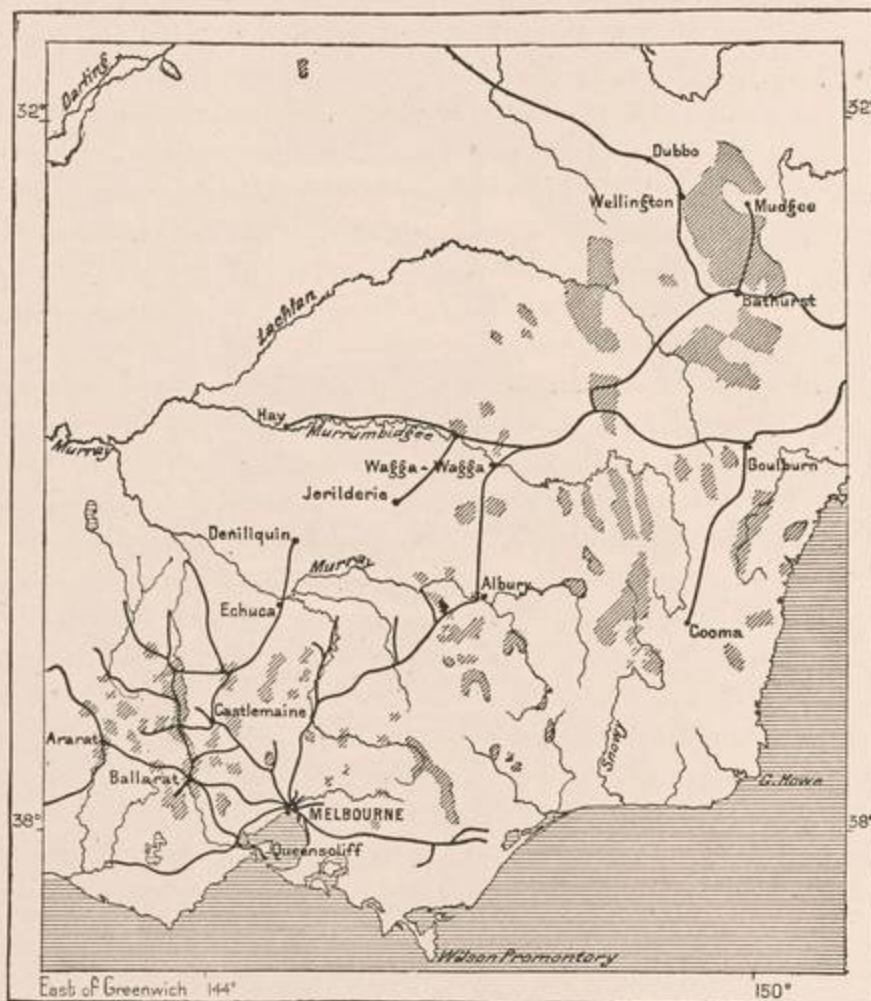 Darling
32°
32°
Dubbo
Wellington
Mudgee
Bathurst
Lachlan
Hay
Murrumbidgee
Murray
Wagga-Wagga
Goulburn
Jerilderie
Denillquin
Murray
Albury
Echuca
Cooma
Castlemaine
Ararat
Snowy
Ballarat
C. Howe
MELBOURNE
38°
38°
Queenscliff
Wilson Promontory
East of Greenwich 144°
150°